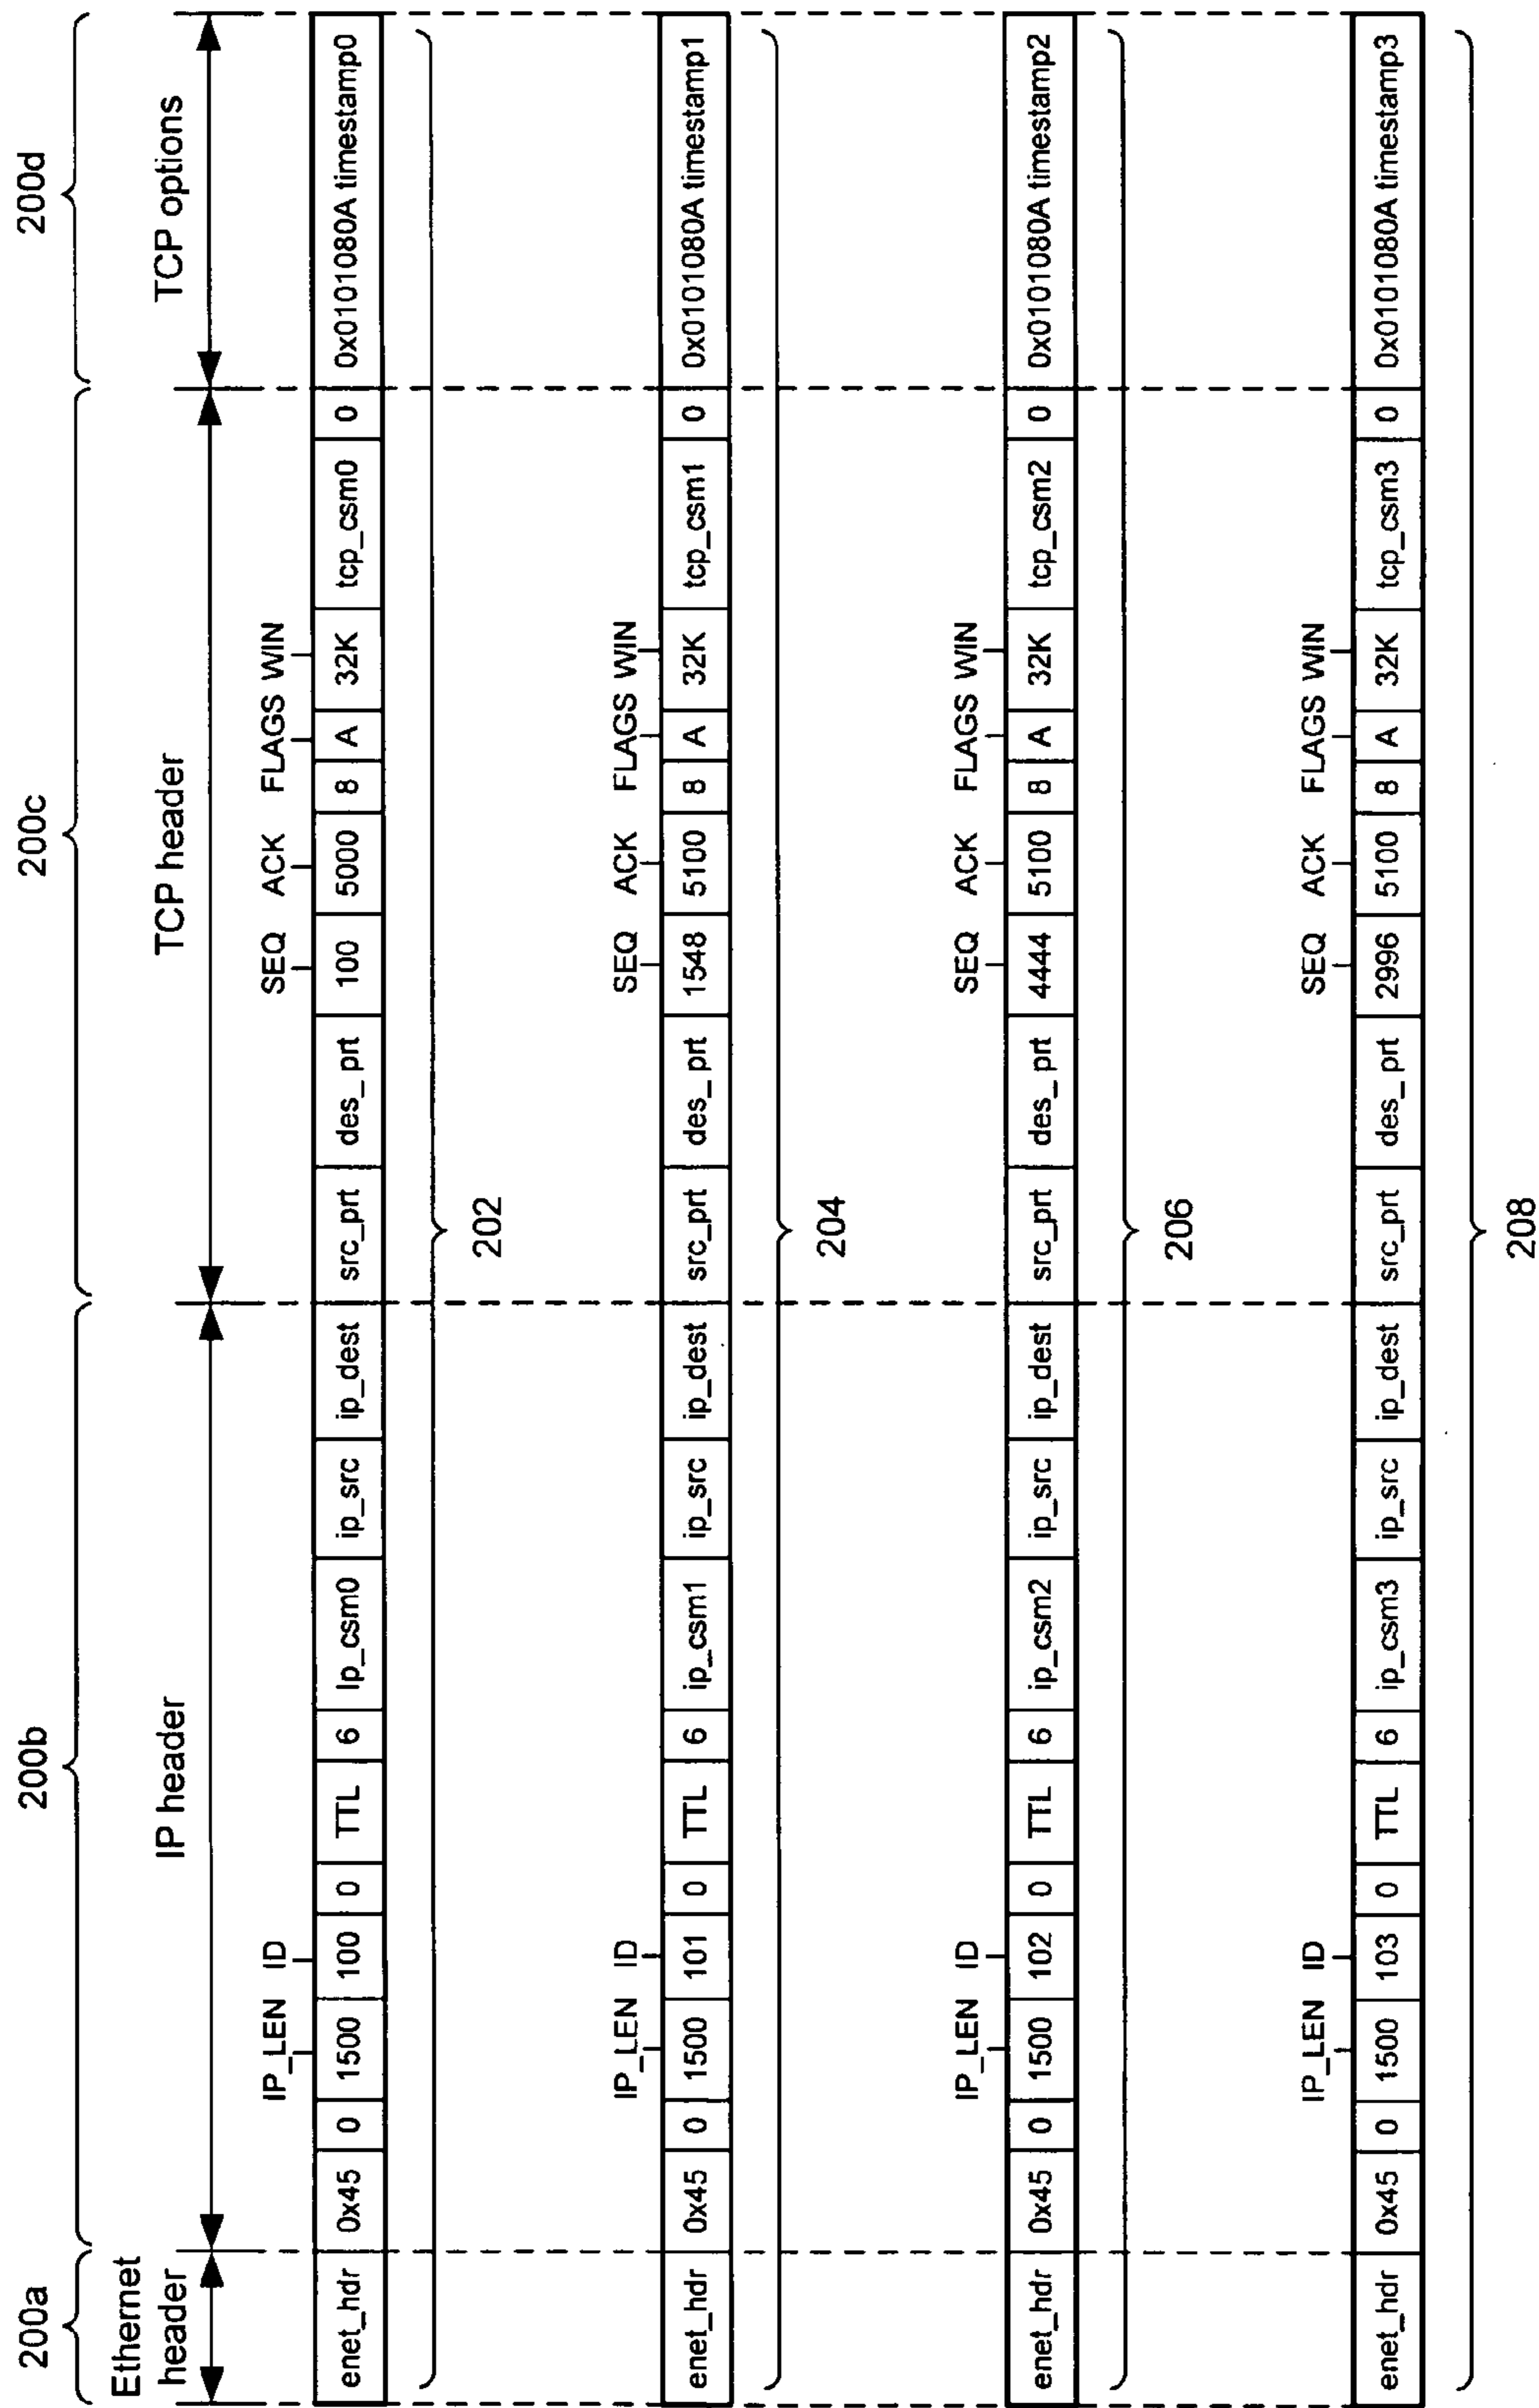 200a 200b 200c 200d
Ethernet header IP header TCP header TCP options
IP_LEN ID SEQ ACK FLAGS WIN
enet_hdr 0x45 0 1500 100 0 TTL 6 Ip_csm0 ip_src ip_dest src_prt des_prt 100 5000 8 A 32K tcp_csm0 0 0x0101080A timestamp0
202
IP_LEN ID SEQ ACK FLAGS WIN
enet_hdr 0x45 0 1500 101 0 TTL 6 ip_csm1 ip_src ip_dest src_prt des_prt 1548 5100 8 A 32K tcp_csm1 0 0x0101080A timestamp1
204
IP_LEN ID SEQ ACK FLAGS WIN
enet_hdr 0x45 0 1500 102 0 TTL 6 ip_csm2 ip_src ip_dest src_prt des_prt 4444 5100 8 A 32K tcp_csm2 0 0x0101080A timestamp2
206
IP_LEN ID SEQ ACK FLAGS WIN
enet_hdr 0x45 0 1500 103 0 TTL 6 ip_csm3 ip_src ip_dest src_prt des_prt 2996 5100 8 A 32K tcp_csm3 0 0x0101080A timestamp3
208